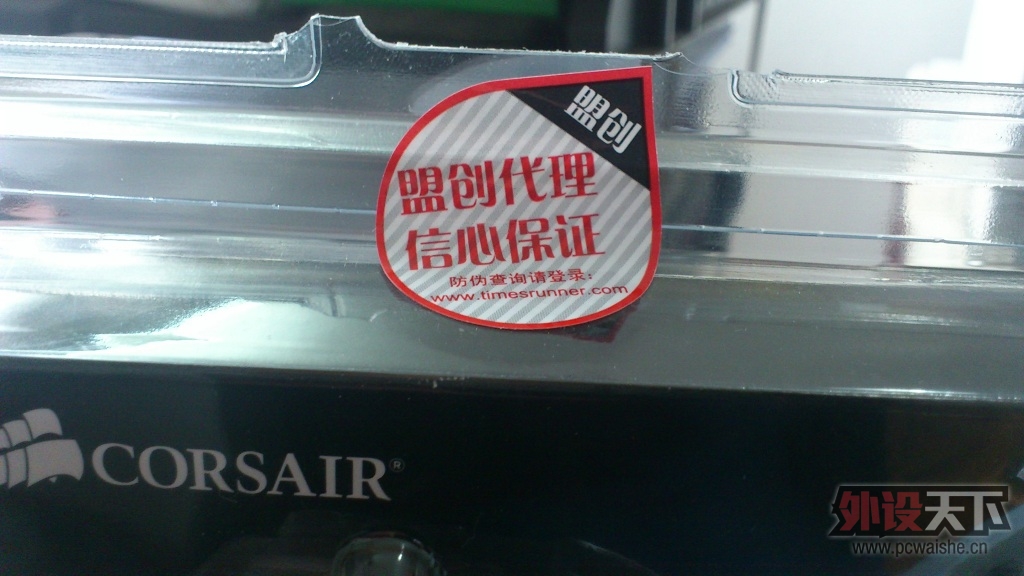 盟创
盟创代理
信心保证
防伪查询请登录:
www.timesrunner.com
CORSAIR®
外设天下
www.pcwaishe.cn